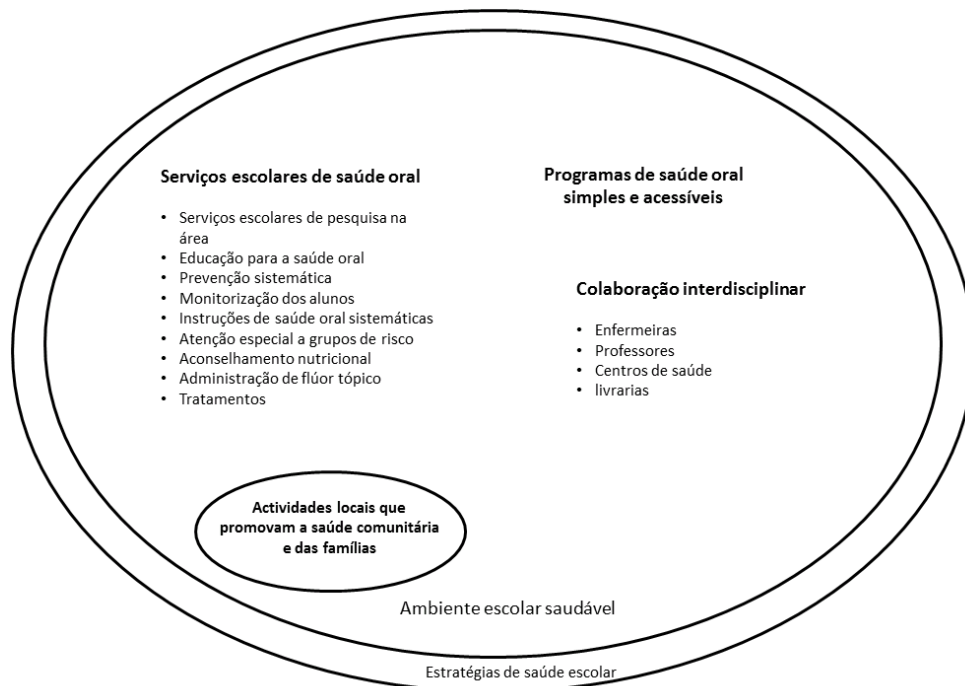 Serviços escolares de saúde oral
• Serviços escolares de pesquisa na
área
• Educação para a saúde oral
• Prevenção sistemática
• Monitorização dos alunos
• Instruções de saúde oral sistemáticas
• Atenção especial a grupos de risco
• Aconselhamento nutricional
• Administração de flúor tópico
• Tratamentos
Programas de saúde oral
simples e acessíveis
Colaboração interdisciplinar
• Enfermeiras
• Professores
• Centros de saúde
• livrarias
Actividades locais que
promovam a saúde comunitária
e das famílias
Ambiente escolar saudável
Estratégias de saúde escolar